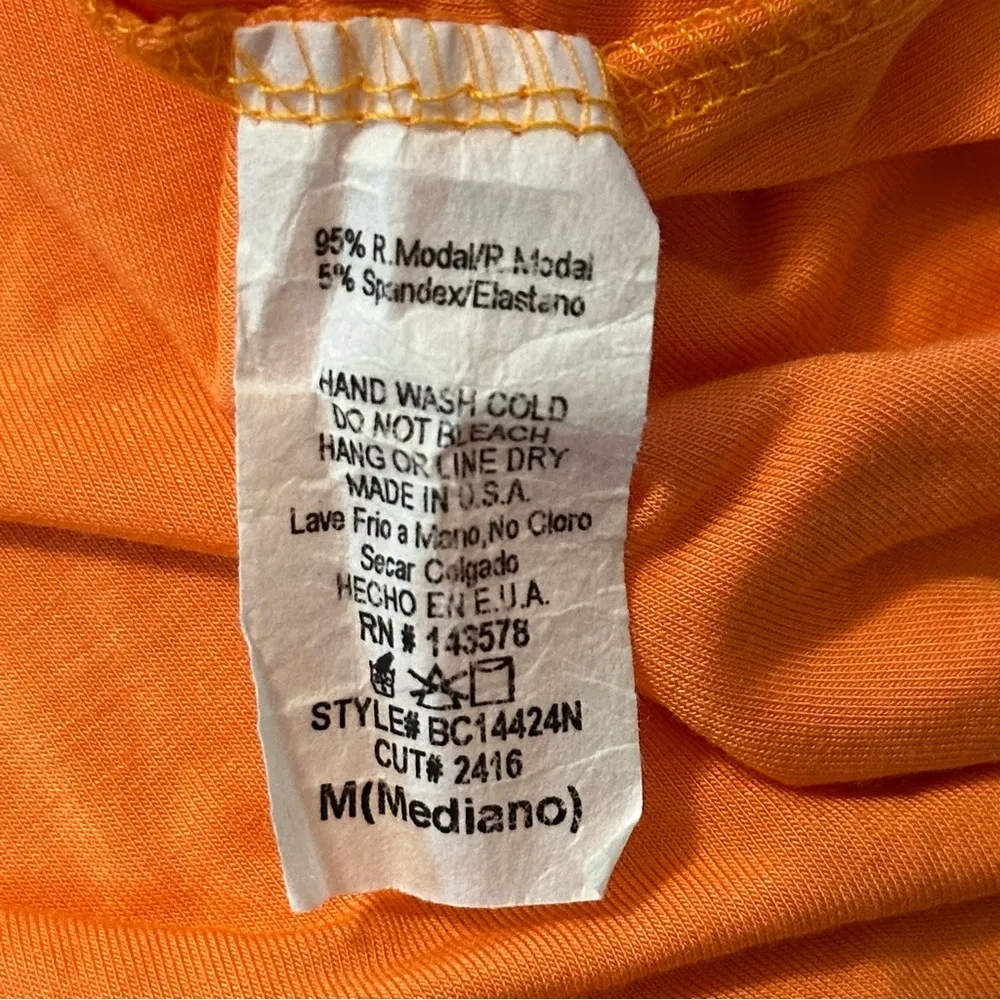 95% R.Modal/R.Modal
5% Spandex/Elastano
HAND WASH COLD
DO NOT BLEACH
HANG OR LINE DRY
MADE IN U.S.A.
Lave Frio a Mano,No Cloro
Secar Colgado
HECHO EN E.U.A.
RN # 143578
STYLE# BC14424N
CUT# 2416
M(Mediano)